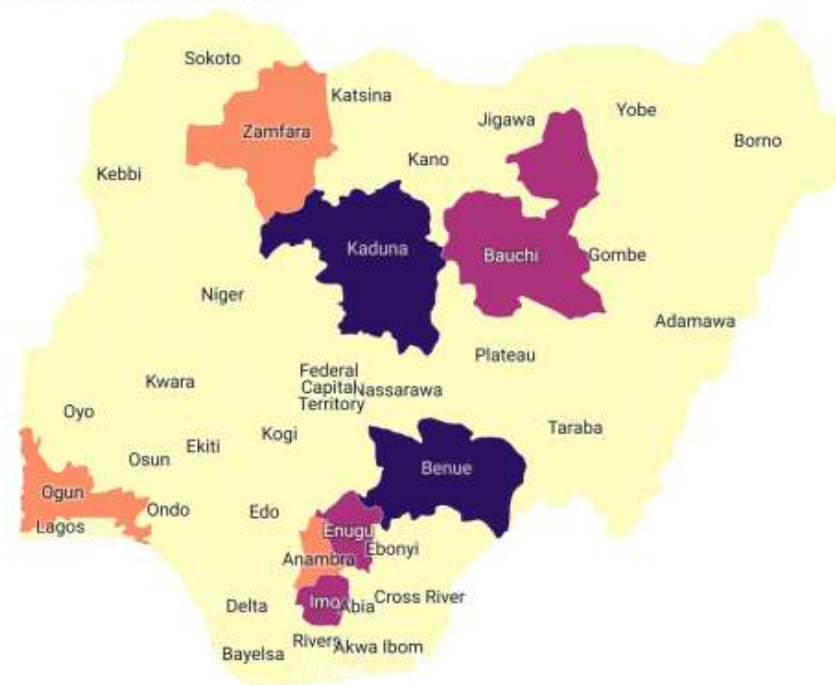 Sokoto
Katsina
Zamfara
Jigawa
Yobe
Borno
Kano
Kebbi
Kaduna
Bauchi
Gombe
Niger
Adamawa
Plateau
Federal
Capital
Territory
Nassarawa
Kwara
Oyo
Taraba
Kogi
Ekiti
Osun
Benue
Ogun
Ondo
Edo
Lagos
Enugu
Ebonyi
Anambra
Cross River
Imo
Abia
Delta
Rivers
Akwa Ibom
Bayelsa